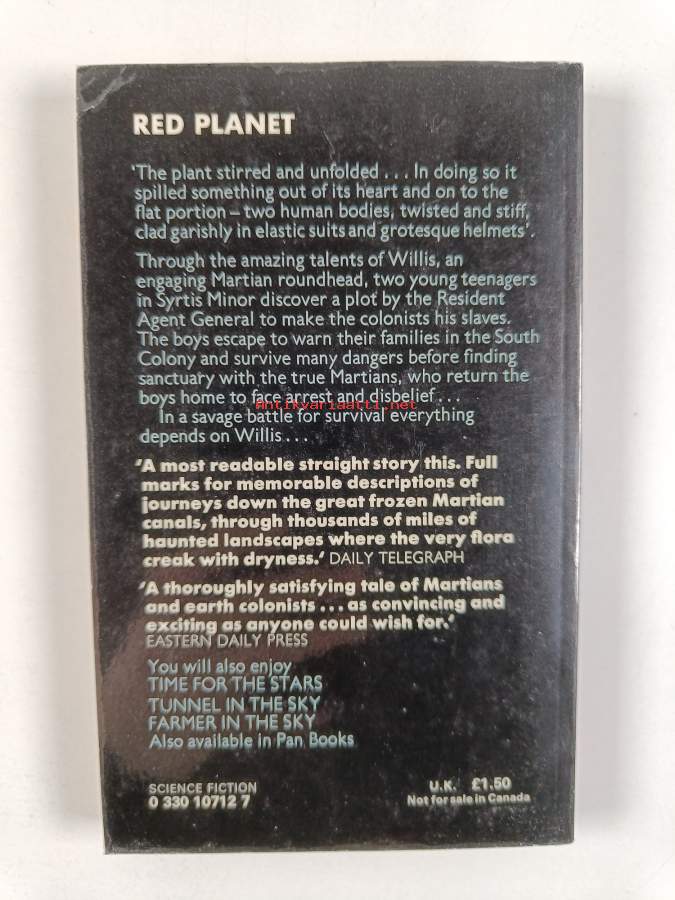 RED PLANET
‘The plant stirred and unfolded . . . In doing so it
spilled something out of its heart and on to the
flat portion – two human bodies, twisted and stiff,
clad garishly in elastic suits and grotesque helmets’.
Through the amazing talents of Willis, an
engaging Martian roundhead, two young teenagers
in Syrtis Minor discover a plot by the Resident
Agent General to make the colonists his slaves.
The boys escape to warn their families in the South
Colony and survive many dangers before finding
sanctuary with the true Martians, who return the
boys home to face arrest and disbelief . . .
Antikvariaatti.net
In a savage battle for survival everything
depends on Willis . . .
‘A most readable straight story this. Full
marks for memorable descriptions of
journeys down the great frozen Martian
canals, through thousands of miles of
haunted landscapes where the very flora
creak with dryness.’ DAILY TELEGRAPH
‘A thoroughly satisfying tale of Martians
and earth colonists . . . as convincing and
exciting as anyone could wish for.’
EASTERN DAILY PRESS
You will also enjoy
TIME FOR THE STARS
TUNNEL IN THE SKY
FARMER IN THE SKY
Also available in Pan Books
SCIENCE FICTION
0 330 10712 7
U.K. £1.50
Not for sale in Canada